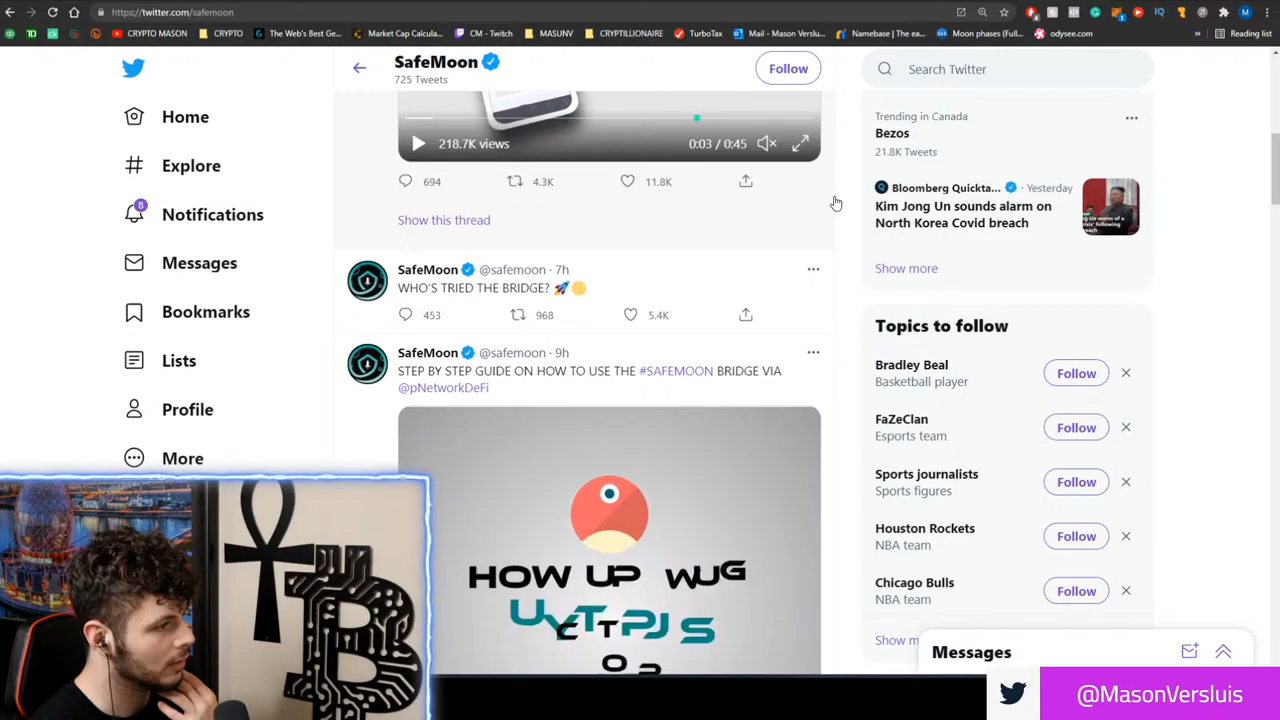 https://twitter.com/safemoon
CRYPTO MASON
CRYPTO
The Web's Best Ge...
Market Cap Calcula...
CM - Twitch
MASUNV
CRYPTILLIONAIRE
TurboTax
Mail - Mason Verslu...
Namebase | The ea...
Moon phases (Ful...
odysee.com
»
Reading list
SafeMoon
725 Tweets
Follow
Search Twitter
Home
Explore
8
Notifications
Messages
Bookmarks
Lists
Profile
More
218.7K views
0:03 / 0:45
694
4.3K
11.8K
Show this thread
SafeMoon @safemoon · 7h
WHO'S TRIED THE BRIDGE? 🚀🌕
453
968
5.4K
SafeMoon @safemoon · 9h
STEP BY STEP GUIDE ON HOW TO USE THE #SAFEMOON BRIDGE VIA
@pNetworkDeFi
HOW UP WUG
Trending in Canada
Bezos
21.8K Tweets
Bloomberg Quickta... · Yesterday
Kim Jong Un sounds alarm on
North Korea Covid breach
Show more
Topics to follow
Bradley Beal
Basketball player
Follow
FaZeClan
Esports team
Follow
Sports journalists
Sports figures
Follow
Houston Rockets
NBA team
Follow
Chicago Bulls
NBA team
Follow
Show m
Messages
@MasonVersluis